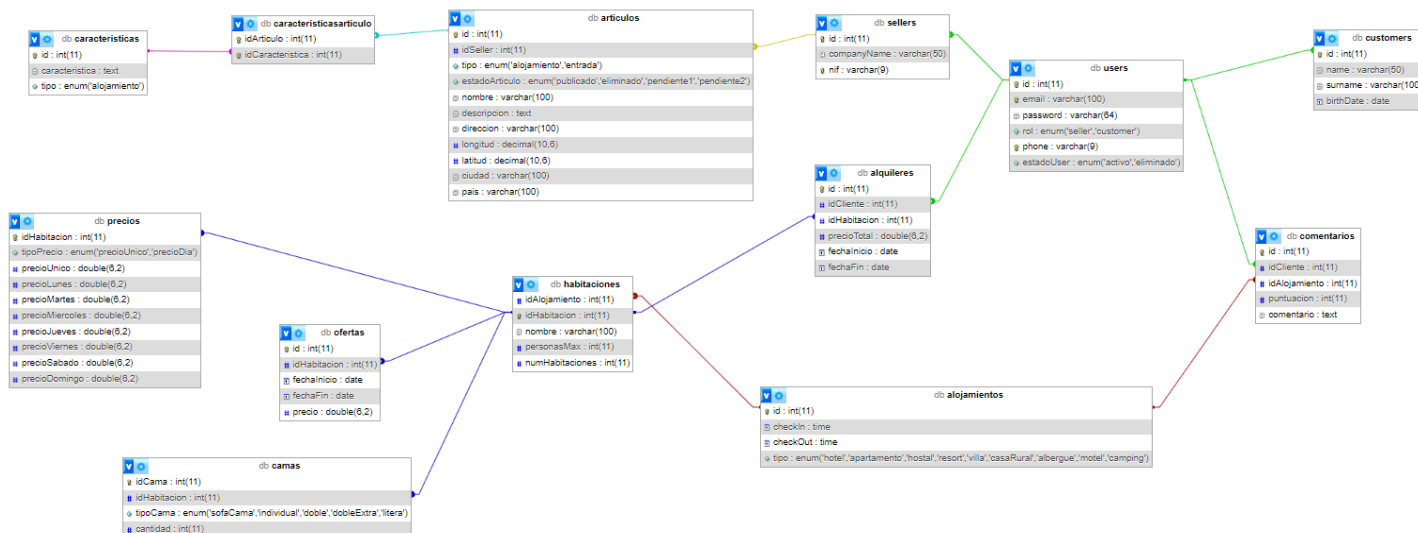 db caracteristicas
id : int(11)
caracteristica : text
tipo : enum('alojamiento')
db caracteristicasarticulo
idArticulo : int(11)
idCaracteristica : int(11)
db articulos
id : int(11)
idSeller : int(11)
tipo : enum('alojamiento','entrada')
estadoArticulo : enum('publicado','eliminado','pendiente1','pendiente2')
nombre : varchar(100)
descripcion : text
direccion : varchar(100)
longitud : decimal(10,6)
latitud : decimal(10,6)
ciudad : varchar(100)
pais : varchar(100)
db sellers
id : int(11)
companyName : varchar(50)
nif : varchar(9)
db users
id : int(11)
email : varchar(100)
password : varchar(64)
rol : enum('seller','customer')
phone : varchar(9)
estadoUser : enum('activo','eliminado')
db customers
id : int(11)
name : varchar(50)
surname : varchar(100
birthDate : date
db alquileres
id : int(11)
idCliente : int(11)
idHabitacion : int(11)
precioTotal : double(6,2)
fechaInicio : date
fechaFin : date
db precios
idHabitacion : int(11)
tipoPrecio : enum('precioUnico','precioDia')
precioUnico : double(6,2)
precioLunes : double(6,2)
precioMartes : double(6,2)
precioMiercoles : double(6,2)
precioJueves : double(6,2)
precioViernes : double(6,2)
precioSabado : double(6,2)
precioDomingo : double(6,2)
db comentarios
id : int(11)
idCliente : int(11)
idAlojamiento : int(11)
puntuacion : int(11)
comentario : text
db habitaciones
idAlojamiento : int(11)
idHabitacion : int(11)
nombre : varchar(100)
personasMax : int(11)
numHabitaciones : int(11)
db ofertas
id : int(11)
idHabitacion : int(11)
fechaInicio : date
fechaFin : date
precio : double(6,2)
db alojamientos
id : int(11)
checkIn : time
checkOut : time
tipo : enum('hotel','apartamento','hostal','resort','villa','casaRural','albergue','motel','camping')
db camas
idCama : int(11)
idHabitacion : int(11)
tipoCama : enum('sofaCama','individual','doble','dobleExtra','litera')
cantidad : int(11)